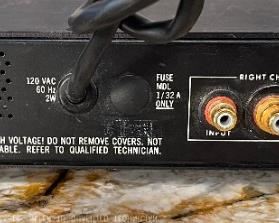 120 VAC
60 Hz
2W
FUSE
MDL
1/32 A
ONLY
RIGHT CH
INPUT
H VOLTAGE! DO NOT REMOVE COVERS, NOT
ABLE. REFER TO QUALIFIED TECHNICIAN.